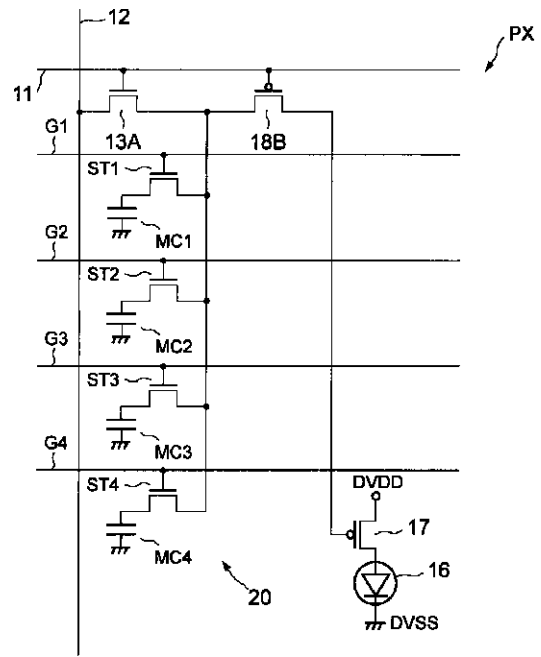 12
PX
11
13A
18B
G1
ST1
MC1
G2
ST2
MC2
G3
ST3
MC3
G4
ST4
MC4
DVDD
17
16
20
DVSS